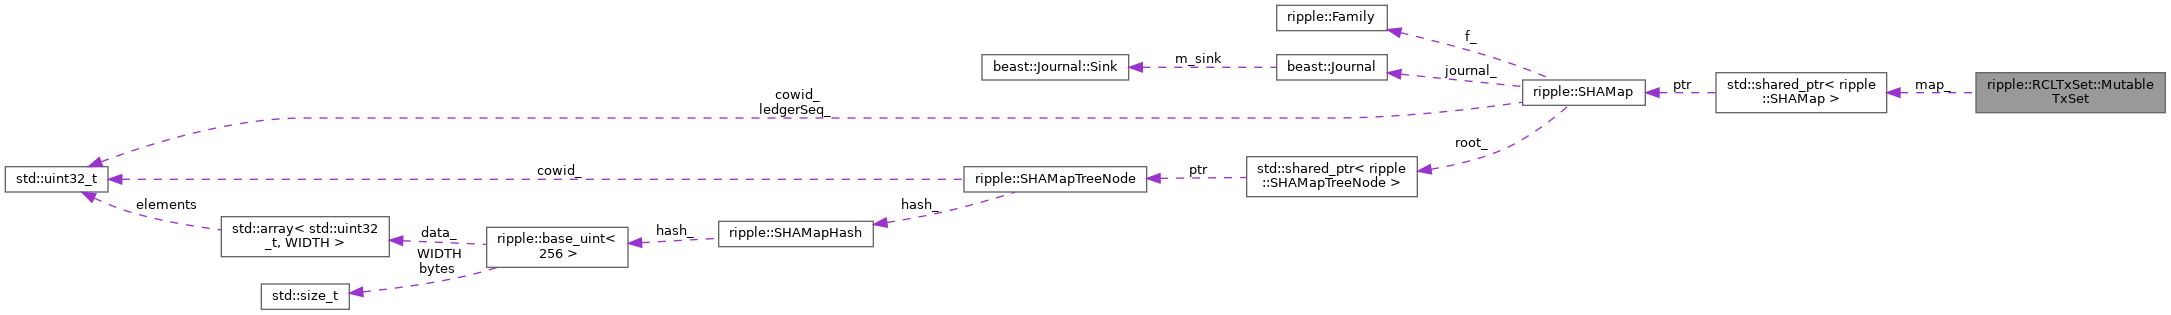 ripple::Family
f_
m_sink
beast::Journal::Sink
beast::Journal
journal_
ripple::SHAMap
ptr
std::shared_ptr< ripple
::SHAMap >
map_
ripple::RCLTxSet::Mutable
TxSet
cowid_
ledgerSeq_
root_
std::uint32_t
cowid_
ripple::SHAMapTreeNode
ptr
std::shared_ptr< ripple
::SHAMapTreeNode >
elements
hash_
std::array< std::uint32
_t, WIDTH >
data_
ripple::base_uint<
256 >
hash_
ripple::SHAMapHash
WIDTH
bytes
std::size_t